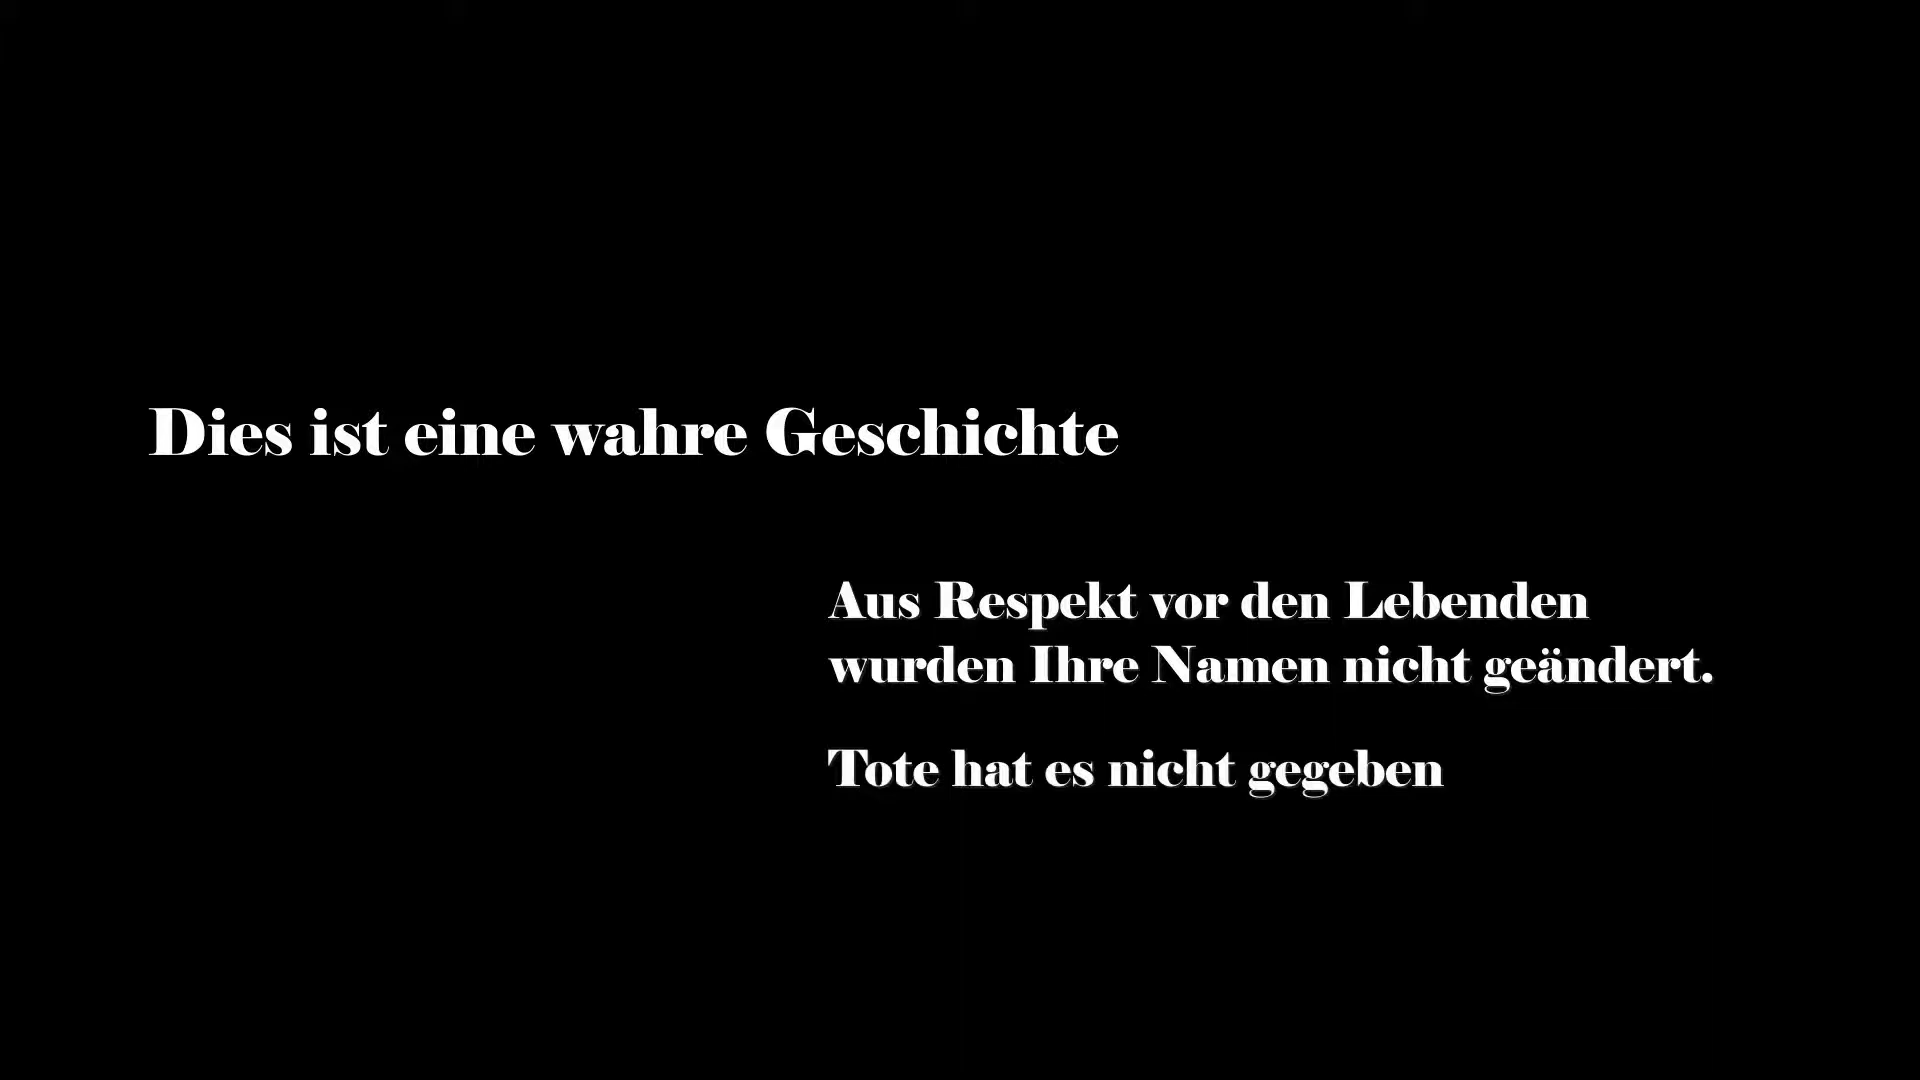 Dies ist eine wahre Geschichte
Aus Respekt vor den Lebenden
wurden Ihre Namen nicht geändert.
Tote hat es nicht gegeben